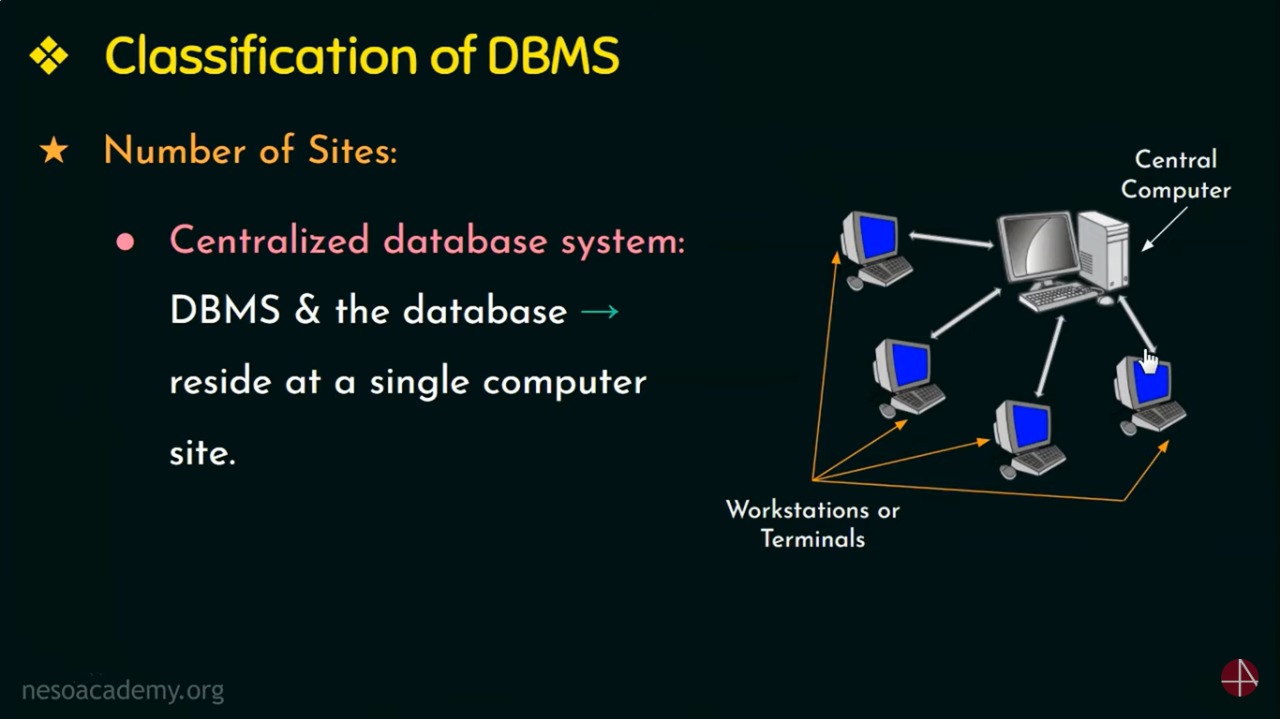 Classification of DBMS
Number of Sites:
Centralized database system:
DBMS & the database →
reside at a single computer
site.
Central
Computer
Workstations or
Terminals
nesoacademy.org